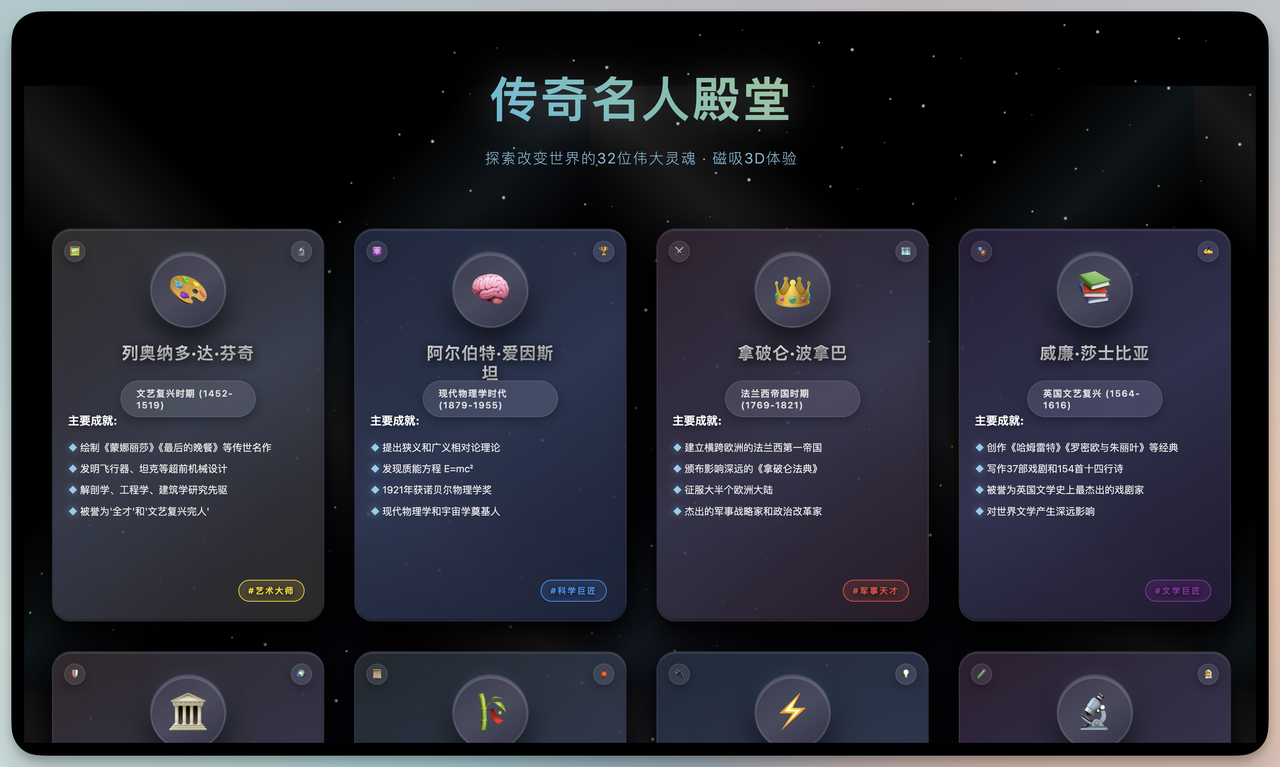 传奇名人殿堂
探索改变世界的32位伟大灵魂 · 磁吸3D体验
列奥纳多·达·芬奇
文艺复兴时期 (1452-
1519)
主要成就:
◆ 绘制《蒙娜丽莎》《最后的晚餐》等传世名作
◆ 发明飞行器、坦克等超前机械设计
◆ 解剖学、工程学、建筑学研究先驱
◆ 被誉为'全才'和'文艺复兴完人'
#艺术大师
阿尔伯特·爱因斯
坦
现代物理学时代
(1879-1955)
主要成就:
◆ 提出狭义和广义相对论理论
◆ 发现质能方程 E=mc²
◆ 1921年获诺贝尔物理学奖
◆ 现代物理学和宇宙学奠基人
#科学巨匠
拿破仑·波拿巴
法兰西帝国时期
(1769-1821)
主要成就:
◆ 建立横跨欧洲的法兰西第一帝国
◆ 颁布影响深远的《拿破仑法典》
◆ 征服大半个欧洲大陆
◆ 杰出的军事战略家和政治改革家
#军事天才
威廉·莎士比亚
英国文艺复兴 (1564-
1616)
主要成就:
◆ 创作《哈姆雷特》《罗密欧与朱丽叶》等经典
◆ 写作37部戏剧和154首十四行诗
◆ 被誉为英国文学史上最杰出的戏剧家
◆ 对世界文学产生深远影响
#文学巨匠